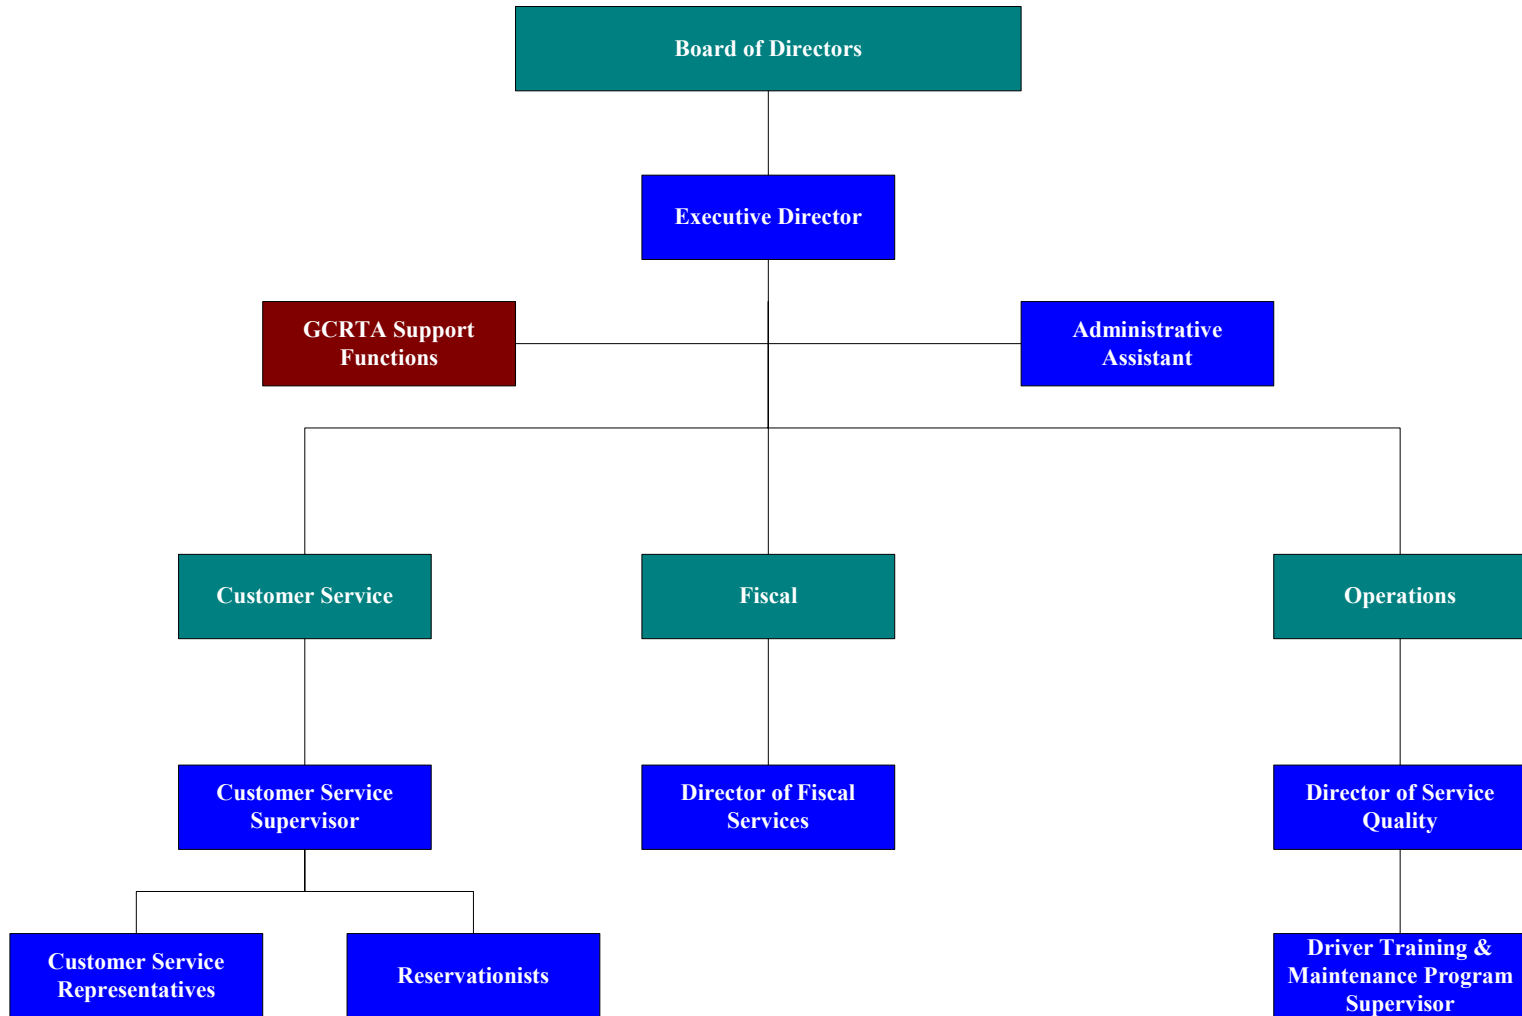 Board of Directors
Executive Director
GCRTA Support
Functions
Administrative
Assistant
Customer Service
Fiscal
Operations
Customer Service
Supervisor
Director of Fiscal
Services
Director of Service
Quality
Customer Service
Representatives
Reservationists
Driver Training &
Maintenance Program
Supervisor